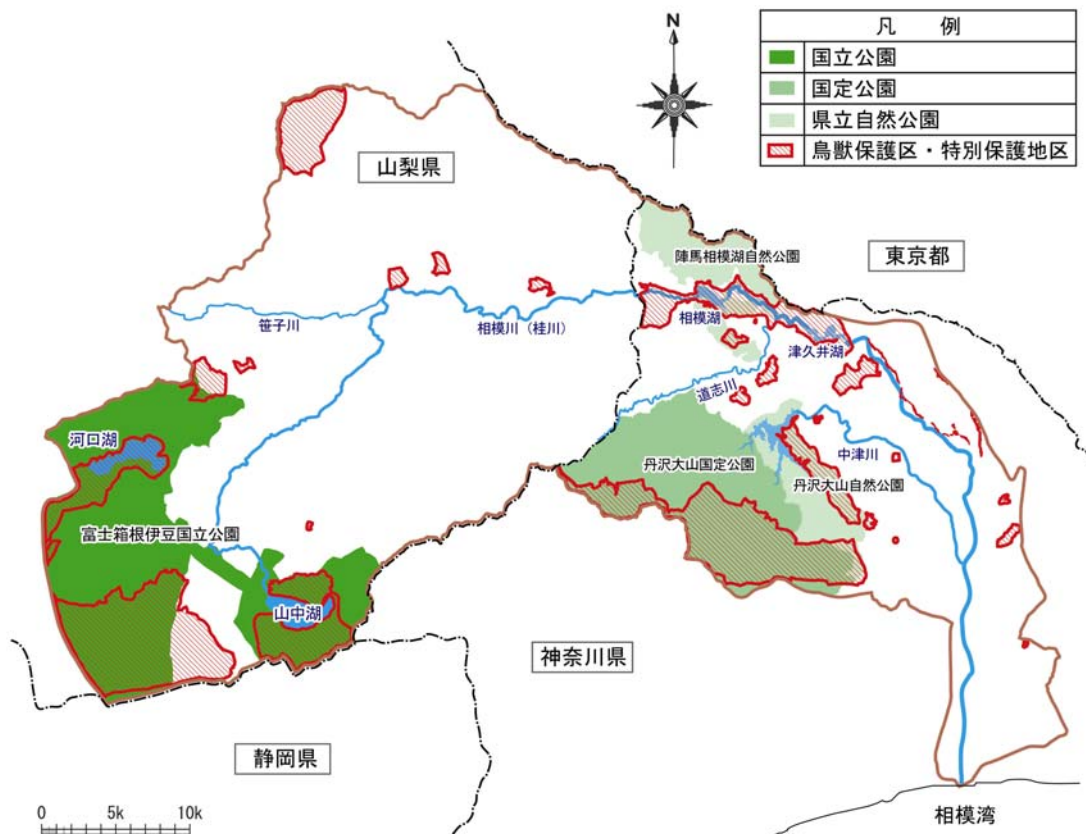 凡 例
国立公園
国定公園
県立自然公園
鳥獣保護区・特別保護地区
N
山梨県
東京都
陣馬相模湖自然公園
笹子川
相模川（桂川）
相模湖
津久井湖
道志川
河口湖
中津川
丹沢大山国定公園
丹沢大山自然公園
富士箱根伊豆国立公園
山中湖
神奈川県
静岡県
0 5k 10k
相模湾